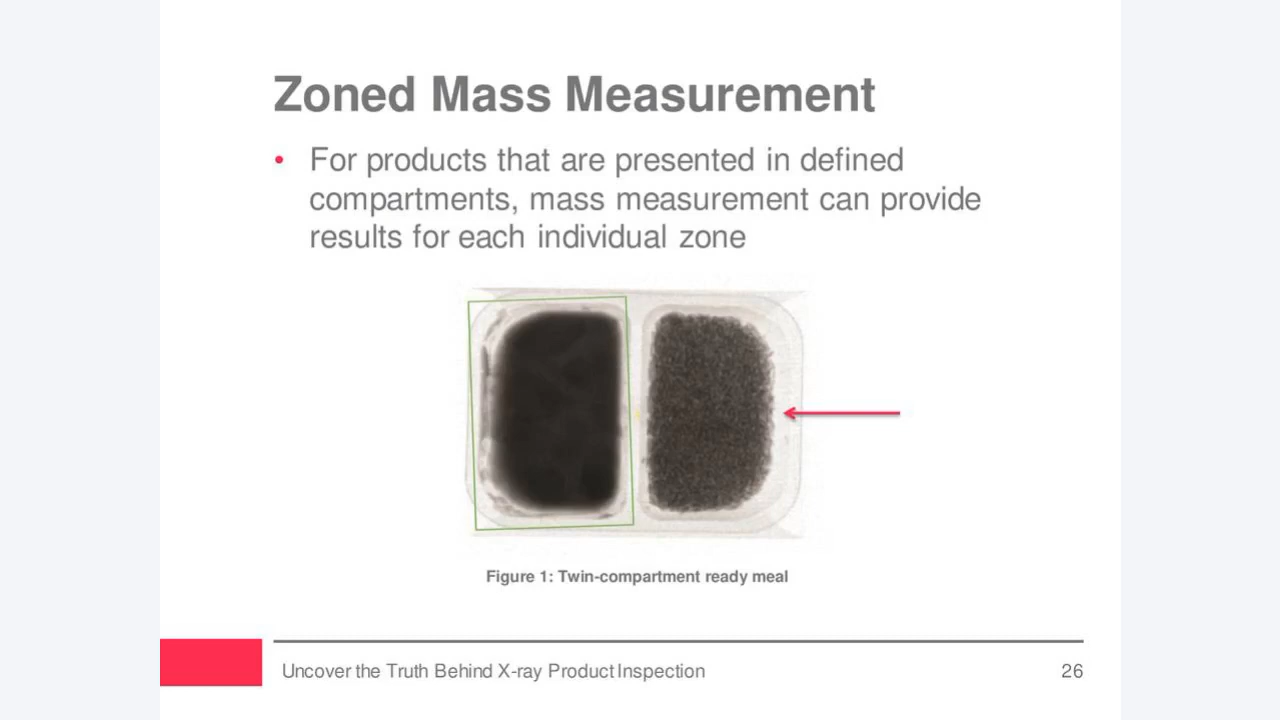 Zoned Mass Measurement
• For products that are presented in defined
compartments, mass measurement can provide
results for each individual zone
Figure 1: Twin-compartment ready meal
Uncover the Truth Behind X-ray Product Inspection
26